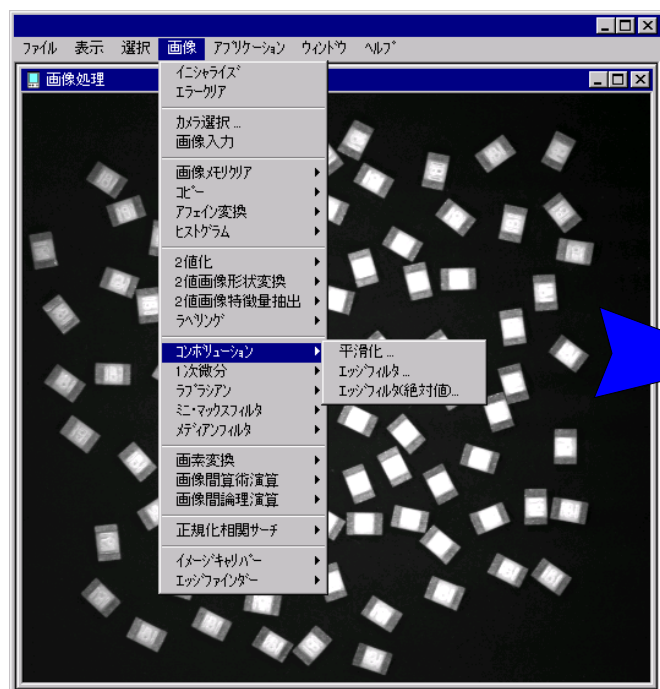 ファイル 表示 選択 画像 アプリケーション ウィンドウ ヘルプ
画像処理
イニシャライズ
エラークリア
カメラ選択 ...
画像入力
画像メモリクリア
コピー
アフェイン変換
ヒストグラム
2値化
2値画像形状変換
2値画像特徴量抽出
ラベリング
コンボリューション
1次微分
ラプラシアン
ミニ・マックスフィルタ
メディアンフィルタ
画素変換
画像間算術演算
画像間論理演算
正規化相関サーチ
イメージキャリパー
エッジファインダー
平滑化 ...
エッジフィルタ ...
エッジフィルタ(絶対値)...